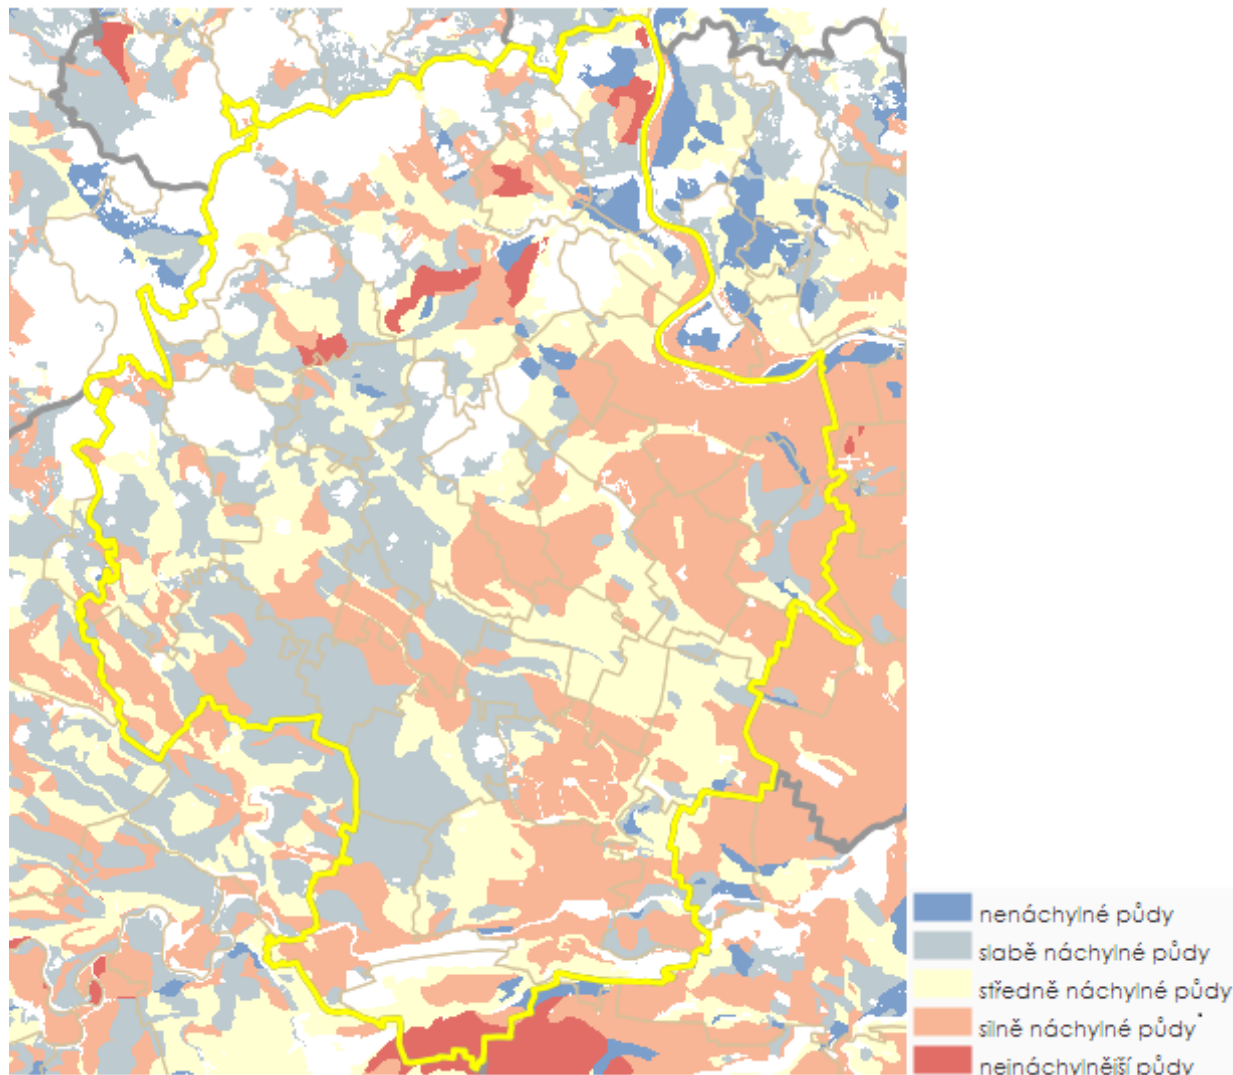 nenáchylné půdy
slabě náchylné půdy
středně náchylné půdy
silně náchylné půdy
nejnáchylnější půdy